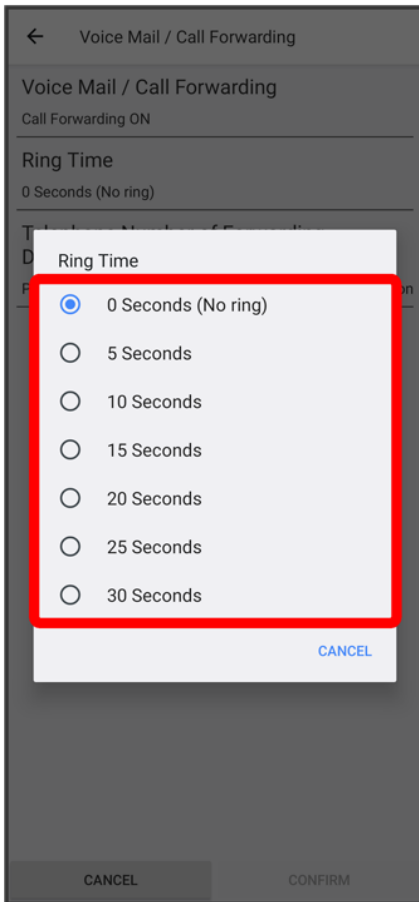 Voice Mail / Call Forwarding
Voice Mail / Call Forwarding
Call Forwarding ON
Ring Time
0 Seconds (No ring)
Ring Time
0 Seconds (No ring)
5 Seconds
10 Seconds
15 Seconds
20 Seconds
25 Seconds
30 Seconds
CANCEL
CANCEL
CONFIRM